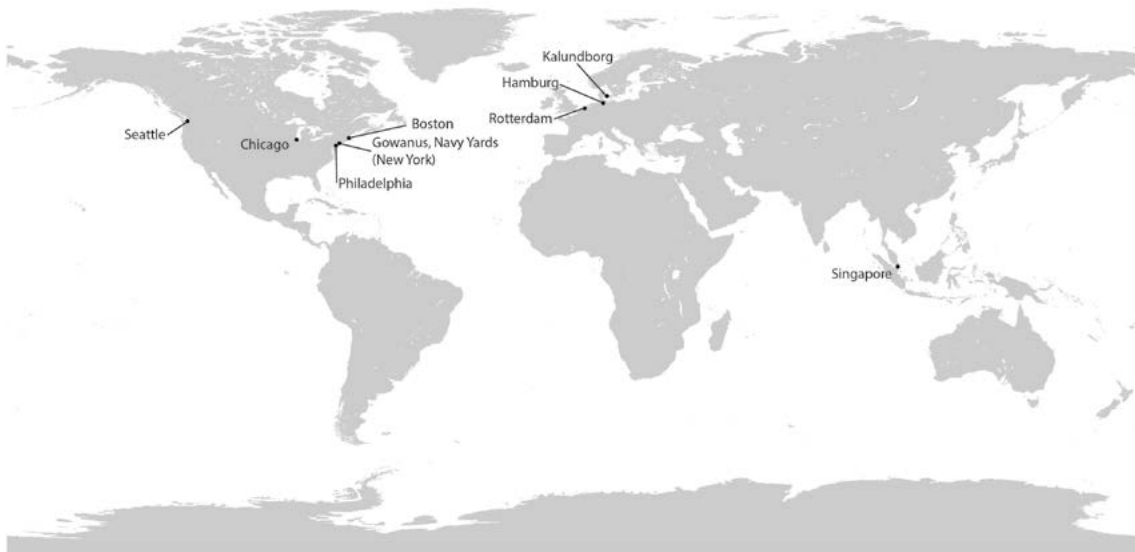 Kalundborg
Hamburg
Rotterdam
Seattle
Chicago
Boston
Gowanus, Navy Yards
(New York)
Philadelphia
Singapore